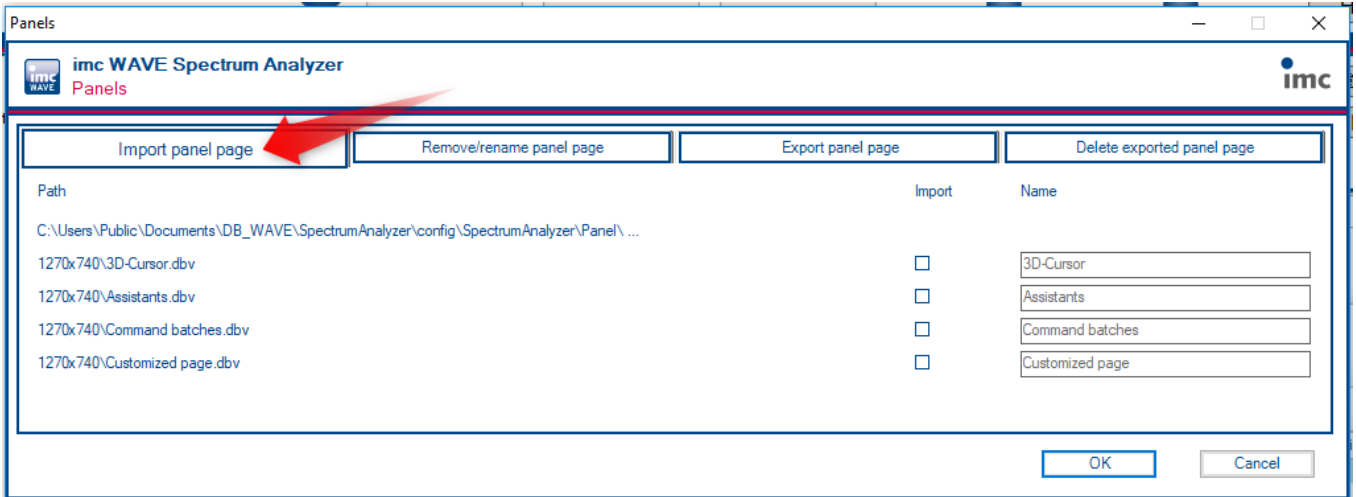 Panels
imc WAVE Spectrum Analyzer
Panels
imc WAVE
imc
Import panel page
Remove/rename panel page
Export panel page
Delete exported panel page
Path Import Name
C:\Users\Public\Documents\DB_WAVE\SpectrumAnalyzer\config\SpectrumAnalyzer\Panel\ ...
1270x740\3D-Cursor.dbv 3D-Cursor
1270x740\Assistants.dbv Assistants
1270x740\Command batches.dbv Command batches
1270x740\Customized page.dbv Customized page
OK Cancel